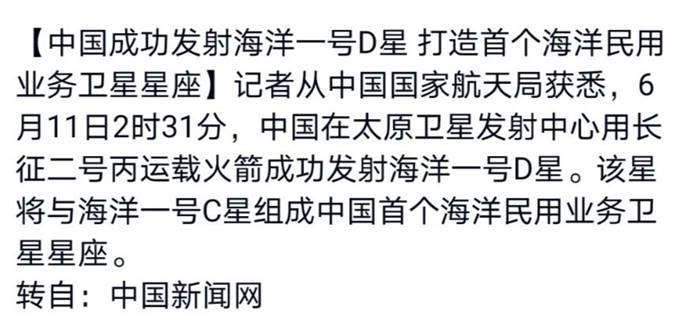 【中国成功发射海洋一号D星 打造首个海洋民用
业务卫星星座】记者从中国国家航天局获悉，6
月11日2时31分，中国在太原卫星发射中心用长
征二号丙运载火箭成功发射海洋一号D星。该星
将与海洋一号C星组成中国首个海洋民用业务卫
星星座。
转自：中国新闻网